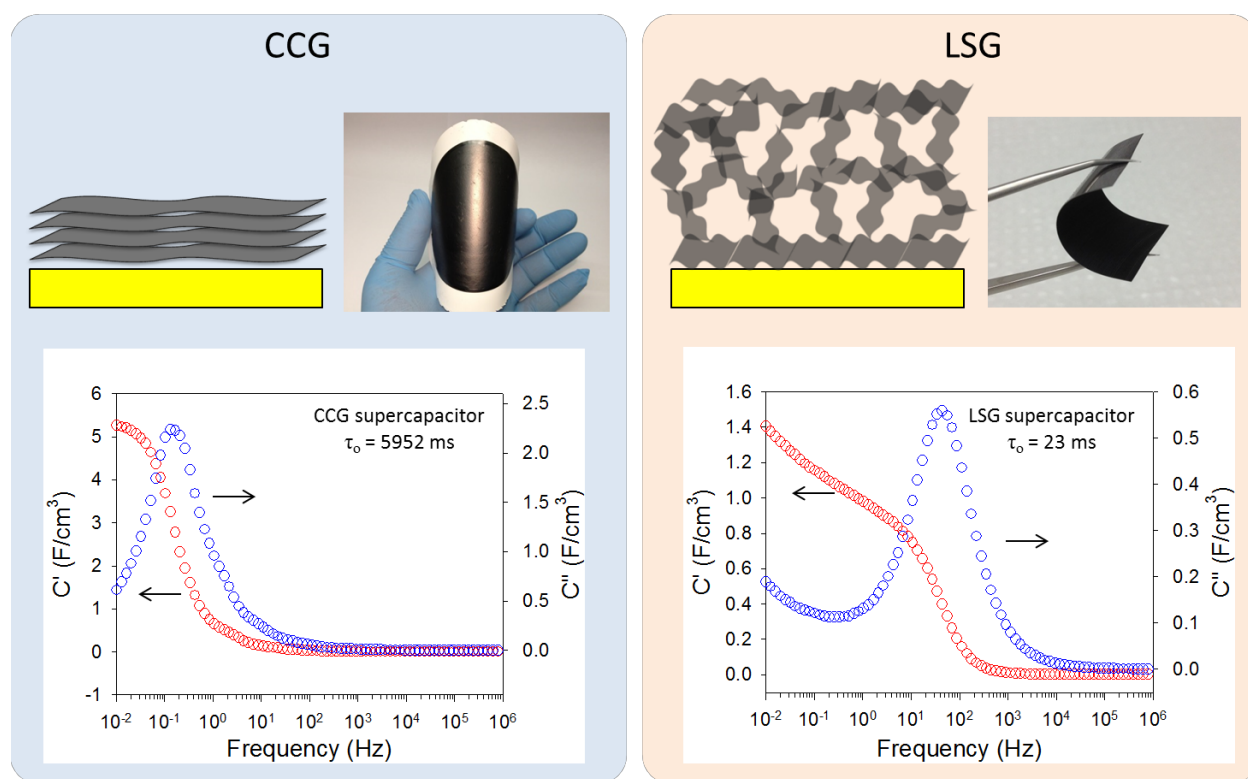 CCG
6
5
4
3
2
1
0
-1
C' (F/cm³)
2.5
2.0
1.5
1.0
0.5
0.0
C" (F/cm³)
CCG supercapacitor
τo = 5952 ms
10⁻² 10⁻¹ 10⁰ 10¹ 10² 10³ 10⁴ 10⁵ 10⁶
Frequency (Hz)
LSG
1.6
1.4
1.2
1.0
0.8
0.6
0.4
0.2
0.0
C' (F/cm³)
0.6
0.5
0.4
0.3
0.2
0.1
0.0
C" (F/cm³)
LSG supercapacitor
τo = 23 ms
10⁻² 10⁻¹ 10⁰ 10¹ 10² 10³ 10⁴ 10⁵ 10⁶
Frequency (Hz)